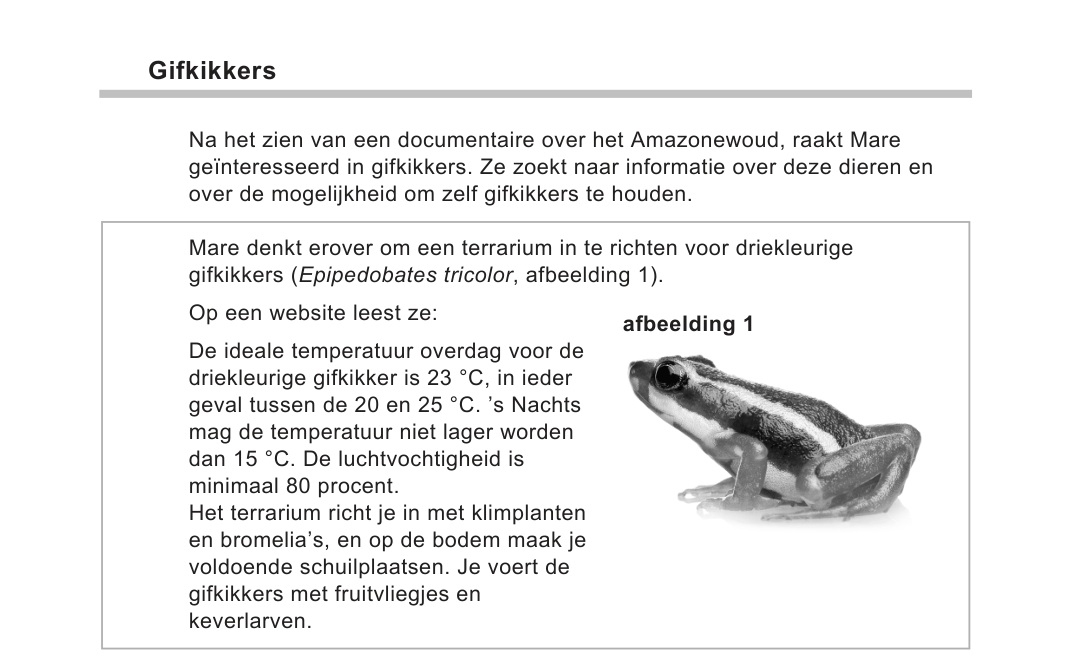 Gifkikkers
Na het zien van een documentaire over het Amazonewoud, raakt Mare
geïnteresseerd in gifkikkers. Ze zoekt naar informatie over deze dieren en
over de mogelijkheid om zelf gifkikkers te houden.
Mare denkt erover om een terrarium in te richten voor driekleurige
gifkikkers (Epipedobates tricolor, afbeelding 1).
Op een website leest ze:
De ideale temperatuur overdag voor de
driekleurige gifkikker is 23 °C, in ieder
geval tussen de 20 en 25 °C. ’s Nachts
mag de temperatuur niet lager worden
dan 15 °C. De luchtvochtigheid is
minimaal 80 procent.
Het terrarium richt je in met klimplanten
en bromelia’s, en op de bodem maak je
voldoende schuilplaatsen. Je voert de
gifkikkers met fruitvliegjes en
keverlarven.
afbeelding 1